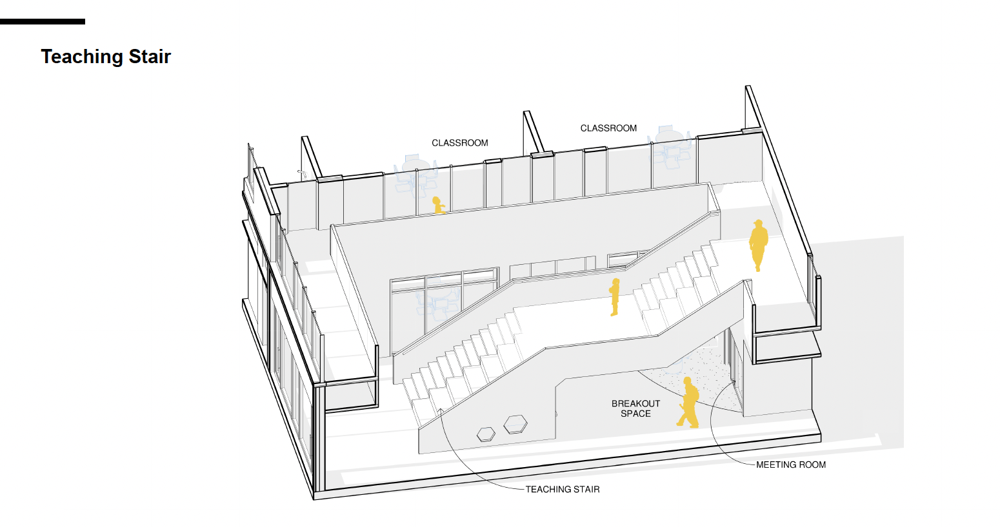 Teaching Stair
CLASSROOM
CLASSROOM
BREAKOUT
SPACE
MEETING ROOM
TEACHING STAIR